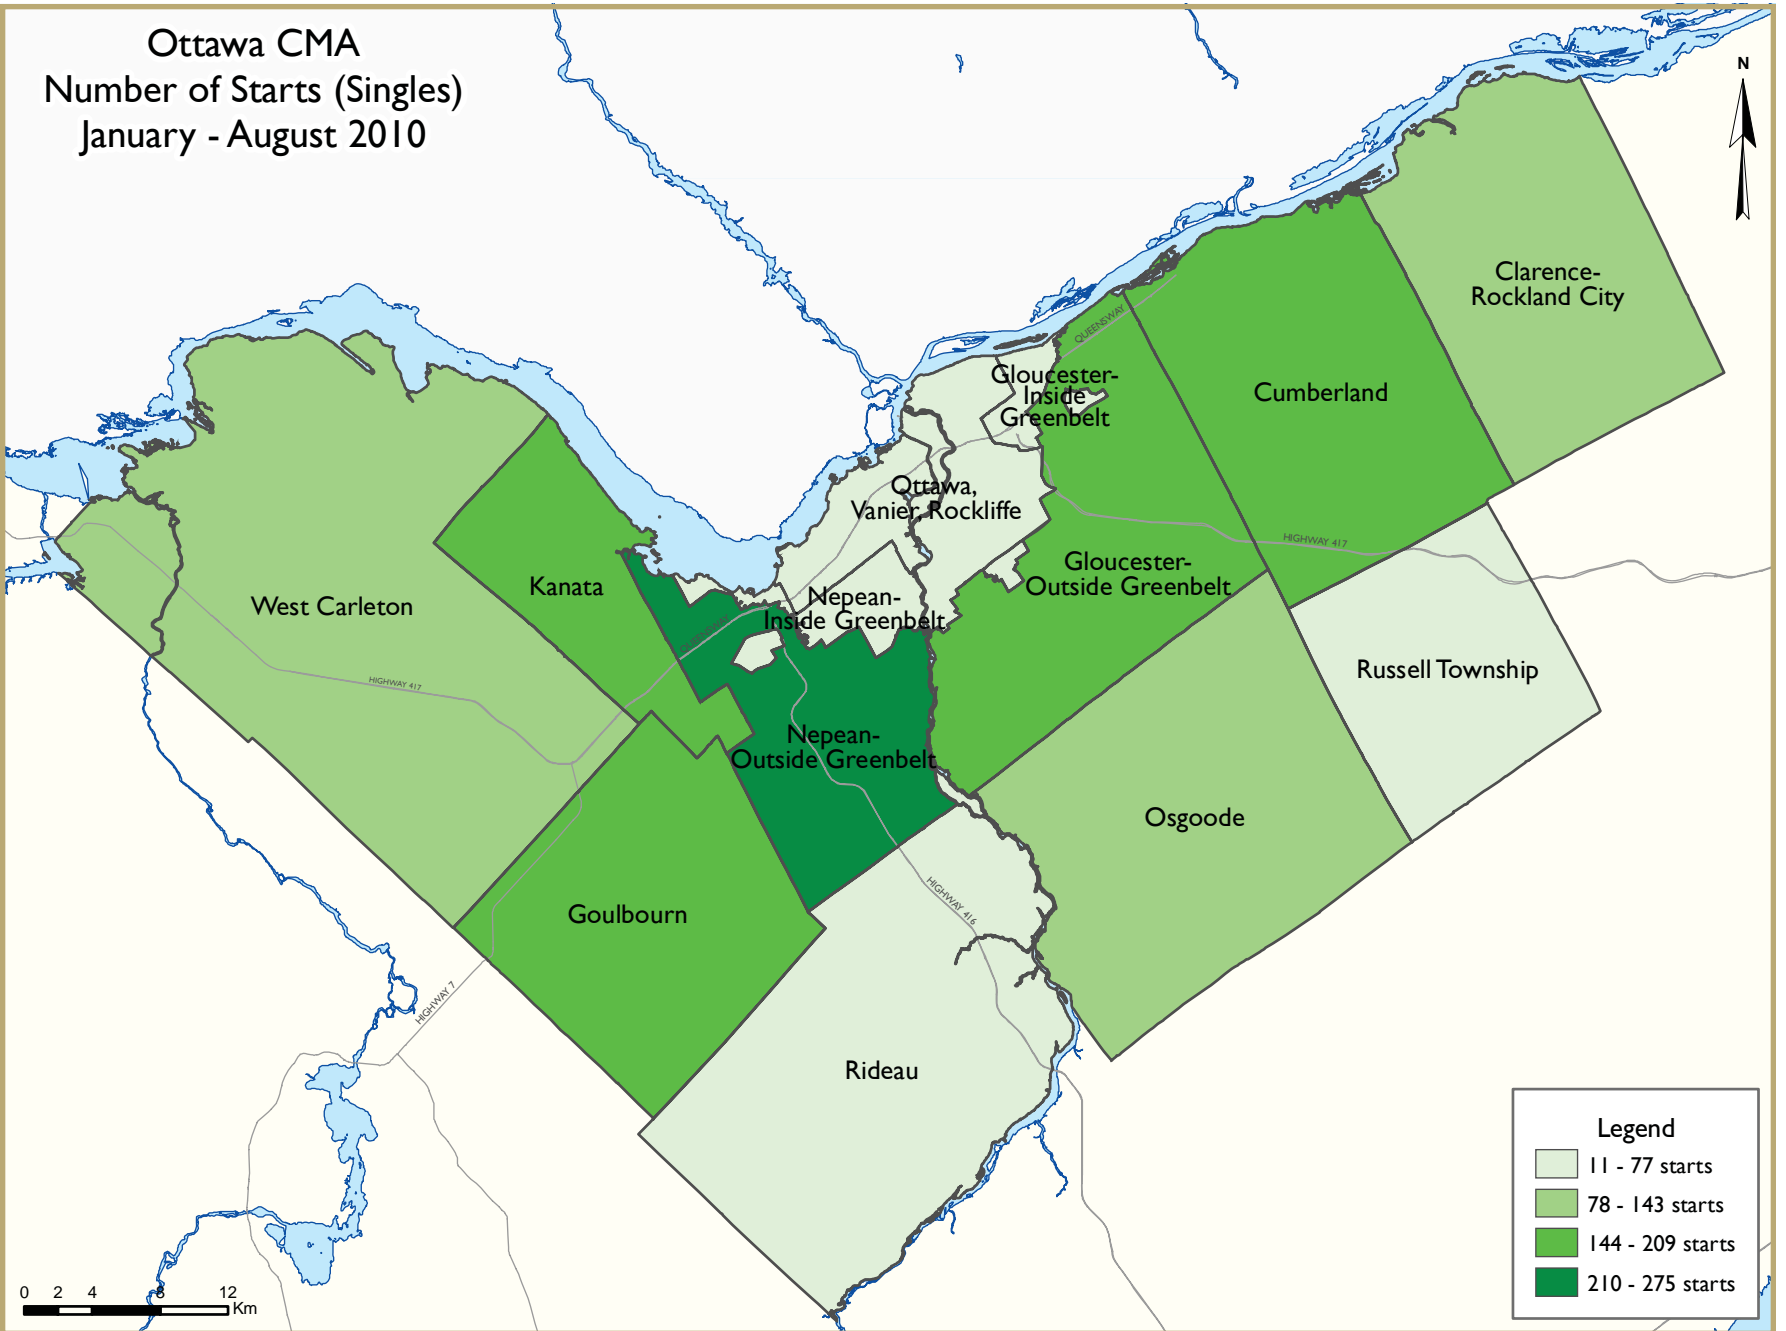 Ottawa CMA
Number of Starts (Singles)
January - August 2010
N
Clarence-
Rockland City
QUEENSWAY
Gloucester-
Inside
Greenbelt
Cumberland
Ottawa,
Vanier, Rockliffe
HIGHWAY 417
Gloucester-
Outside Greenbelt
Kanata
West Carleton
Nepean-
Inside Greenbelt
QUEENSWAY
Russell Township
HIGHWAY 417
Nepean-
Outside Greenbelt
Osgoode
Goulbourn
HIGHWAY 416
HIGHWAY 7
Rideau
Legend
11 - 77 starts
78 - 143 starts
144 - 209 starts
210 - 275 starts
0 2 4 8 12
Km